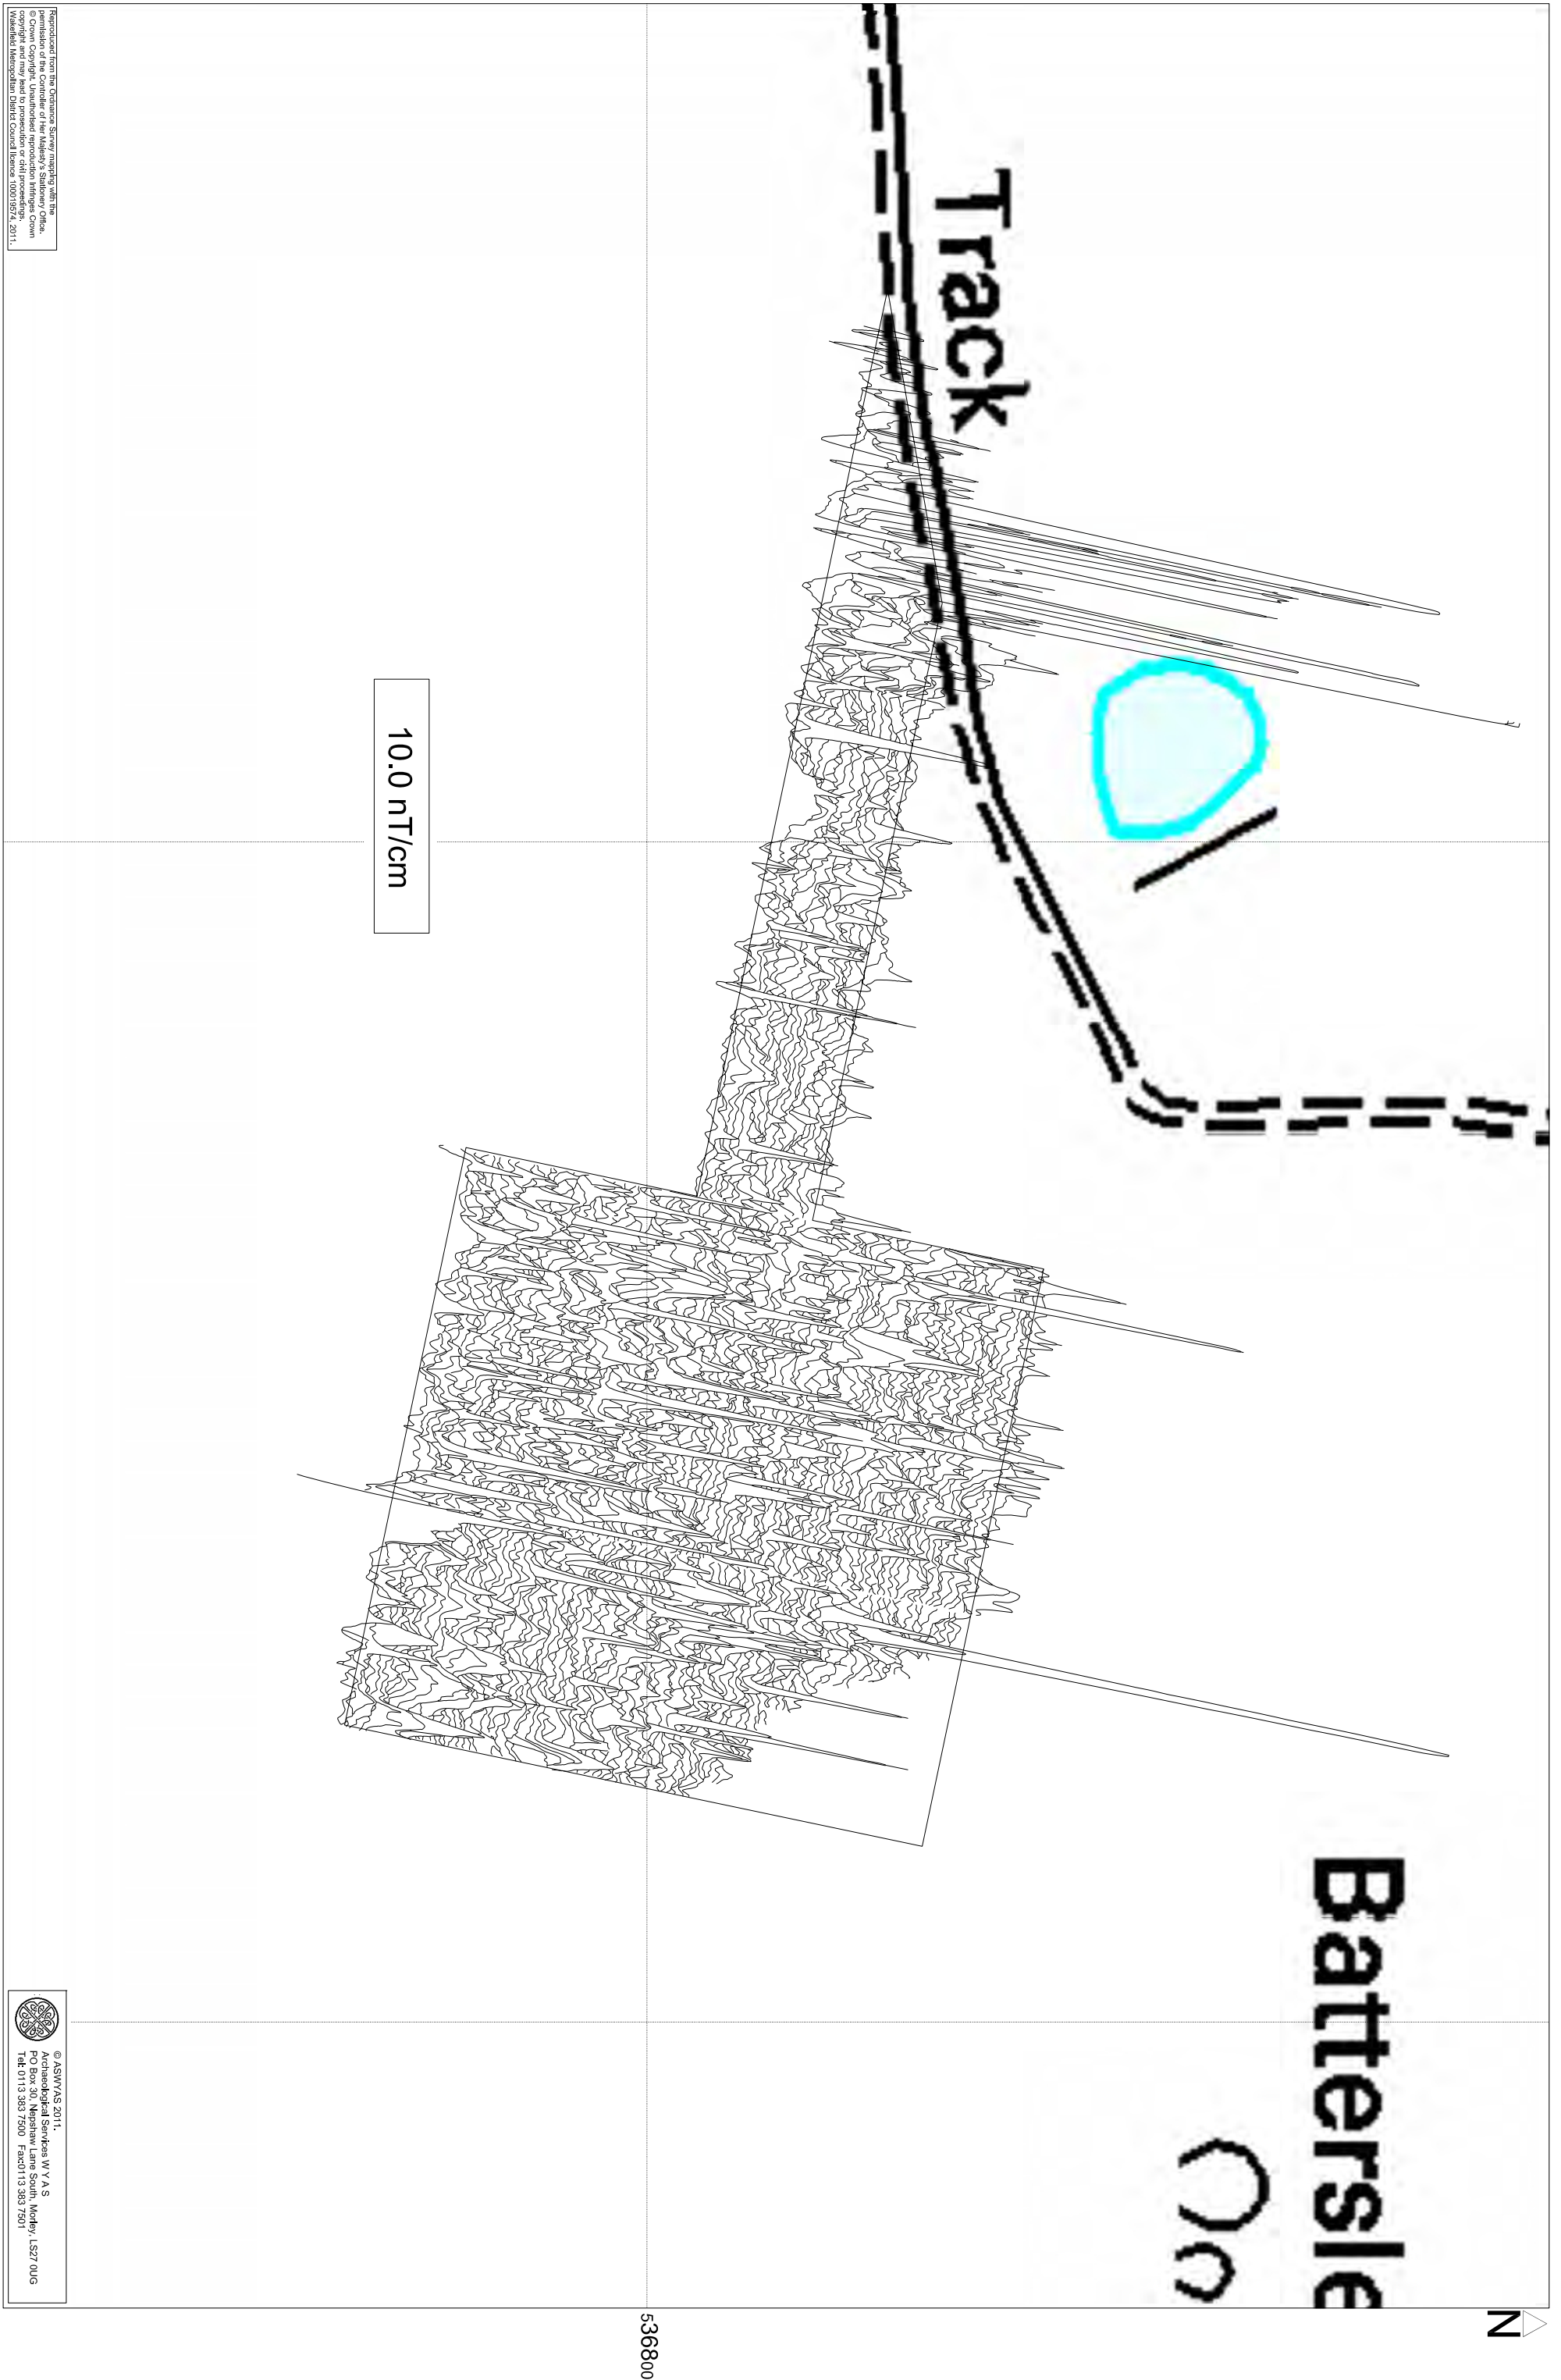 N
Track
Battersle
10.0 nT/cm
536800
Reproduced from the Ordnance Survey mapping with the
permission of the Controller of Her Majesty's Stationery Office.
© Crown Copyright. Unauthorised reproduction infringes Crown
copyright and may lead to prosecution or civil proceedings.
Wakefield Metropolitan District Council licence 100019574, 2011.
© ASWYAS 2011.
Archaeological Services W Y A S
PO Box 30, Nepshaw Lane South, Morley, LS27 0UG
Tel: 0113 383 7500 Fax:0113 383 7501